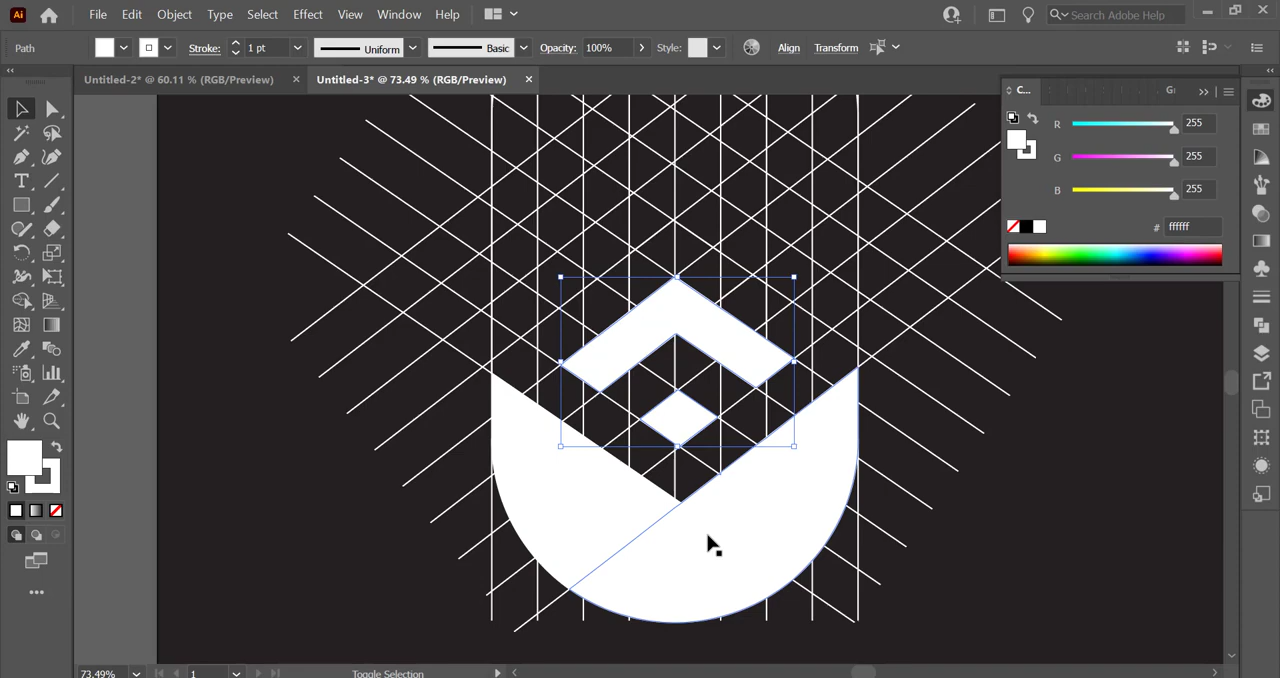 Ai File Edit Object Type Select Effect View Window Help Search Adobe Help
Path Stroke: 1 pt Uniform Basic Opacity: 100% Style: Align Transform
Untitled-2* @ 60.11 % (RGB/Preview) Untitled-3* @ 73.49 % (RGB/Preview)
C...
R 255
G 255
B 255
# ffffff
73.49% 1 Toggle Selection